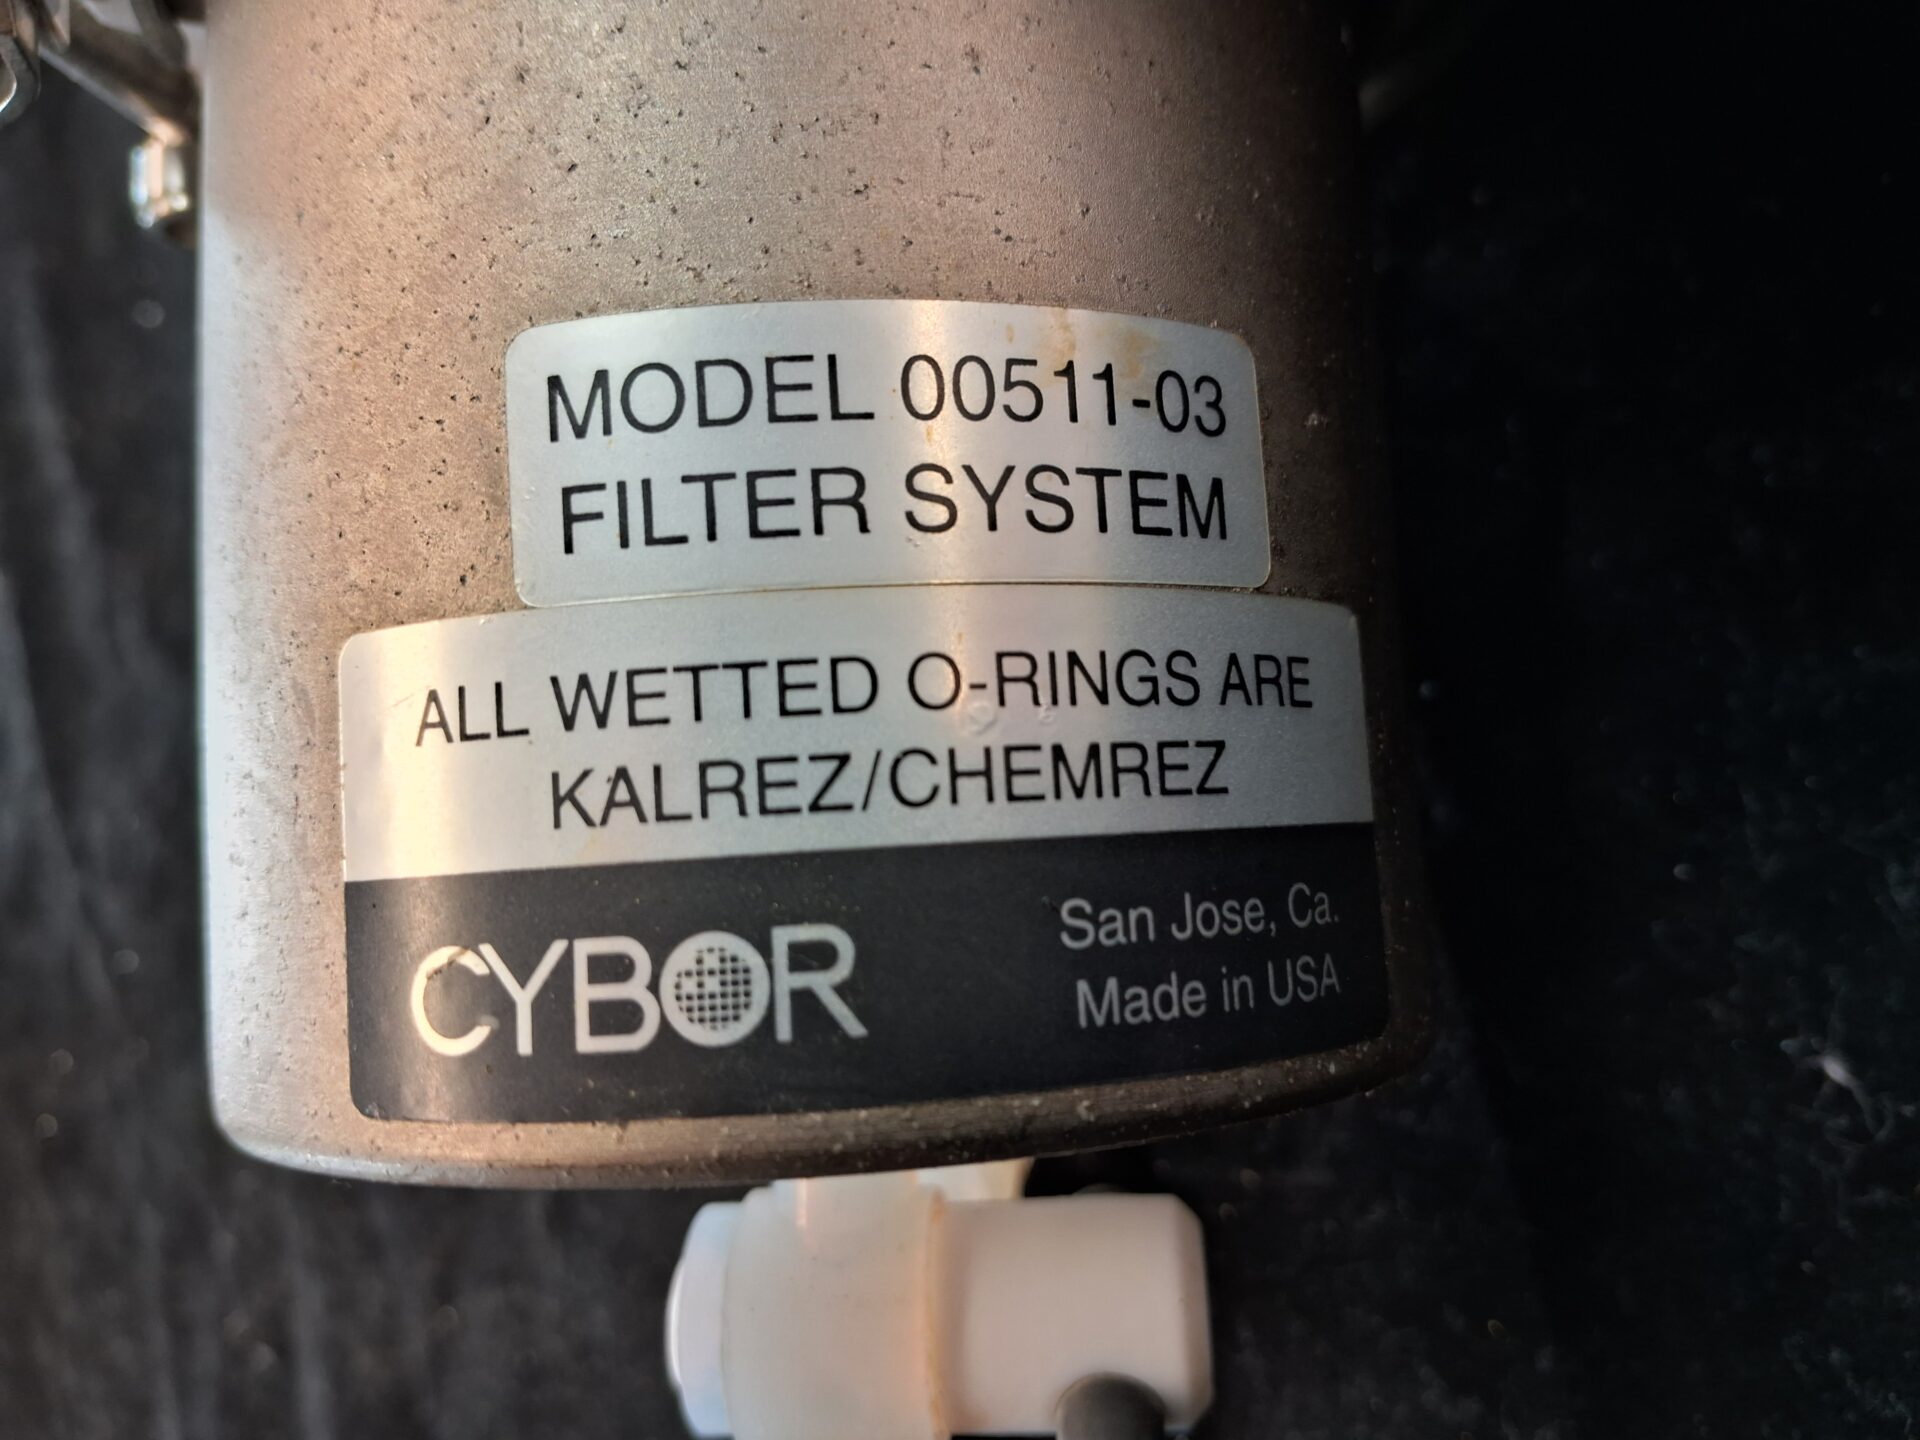 MODEL 00511-03
FILTER SYSTEM
ALL WETTED O-RINGS ARE
KALREZ/CHEMREZ
CYBOR
San Jose, Ca.
Made in USA